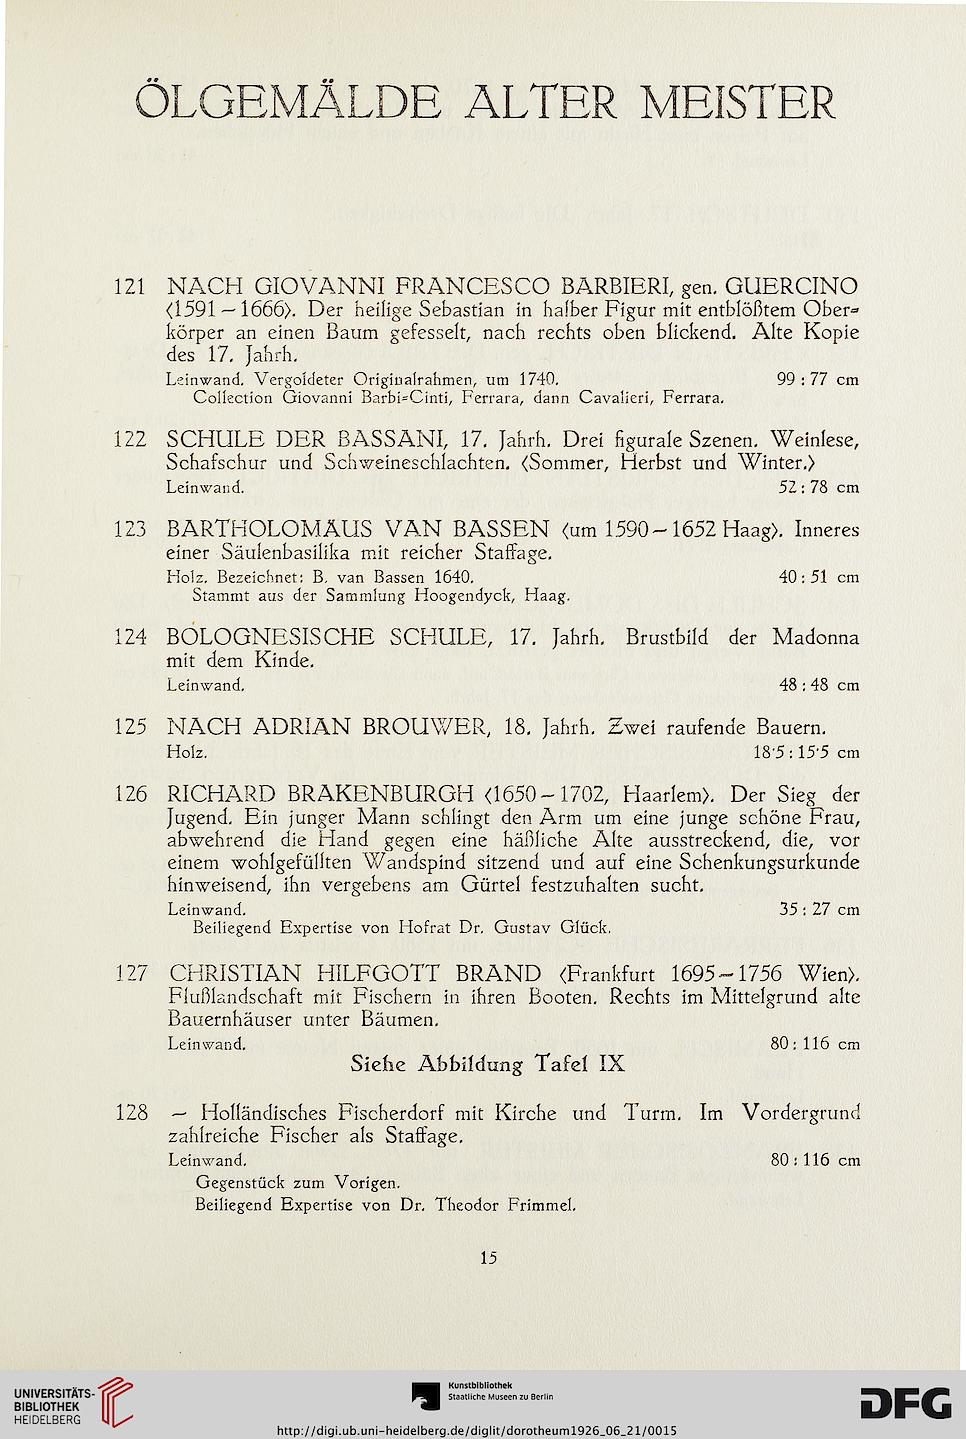 ÖLGEMÄLDE ALTER MEISTER
121 NACH GIOVANNI FRANCESCO BARBIERI, gen. GUERCINO
<1591 — 1666>. Der heilige Sebastian in halber Figur mit entblößtem Ober=
körper an einen Baum gefesselt, nach rechts oben blickend. Alte Kopie
des 17. Jahrh.
Leinwand. Vergoldeter Originalrahmen, um 1740. 99 : 77 cm
Collection Giovanni Barbi=Cinti, Ferrara, dann Cavalieri, Ferrara.
122 SCHULE DER BASSANI, 17. Jahrh. Drei figurale Szenen. Weinlese,
Schafschur und Schweineschlachten. <Sommer, Herbst und Winter.>
Leinwand. 52 : 78 cm
123 BARTHOLOMÄUS VAN BASSEN <um 1590 — 1652 Haag>. Inneres
einer Säulenbasilika mit reicher Staffage.
Holz. Bezeichnet: B. van Bassen 1640. 40 : 51 cm
Stammt aus der Sammlung Hoogendyck, Haag.
124 BOLOGNESISCHE SCHULE, 17. Jahrh. Brustbild der Madonna
mit dem Kinde.
Leinwand. 48 : 48 cm
125 NACH ADRIAN BROUWER, 18. Jahrh. Zwei raufende Bauern.
Holz. 18·5 : 15·5 cm
126 RICHARD BRAKENBURGH <1650 — 1702, Haarlem>. Der Sieg der
Jugend. Ein junger Mann schlingt den Arm um eine junge schöne Frau,
abwehrend die Hand gegen eine häßliche Alte ausstreckend, die, vor
einem wohlgefüllten Wandspind sitzend und auf eine Schenkungsurkunde
hinweisend, ihn vergebens am Gürtel festzuhalten sucht.
Leinwand. 35 : 27 cm
Beiliegend Expertise von Hofrat Dr. Gustav Glück.
127 CHRISTIAN HILFGOTT BRAND <Frankfurt 1695 — 1756 Wien>.
Flußlandschaft mit Fischern in ihren Booten. Rechts im Mittelgrund alte
Bauernhäuser unter Bäumen.
Leinwand. 80 : 116 cm
Siehe Abbildung Tafel IX
128 — Holländisches Fischerdorf mit Kirche und Turm. Im Vordergrund
zahlreiche Fischer als Staffage.
Leinwand. 80 : 116 cm
Gegenstück zum Vorigen.
Beiliegend Expertise von Dr. Theodor Frimmel.
15
UNIVERSITÄTS-
BIBLIOTHEK
HEIDELBERG
Kunstbibliothek
Staatliche Museen zu Berlin
DFG
http://digi.ub.uni-heidelberg.de/diglit/dorotheum1926_06_21/0015